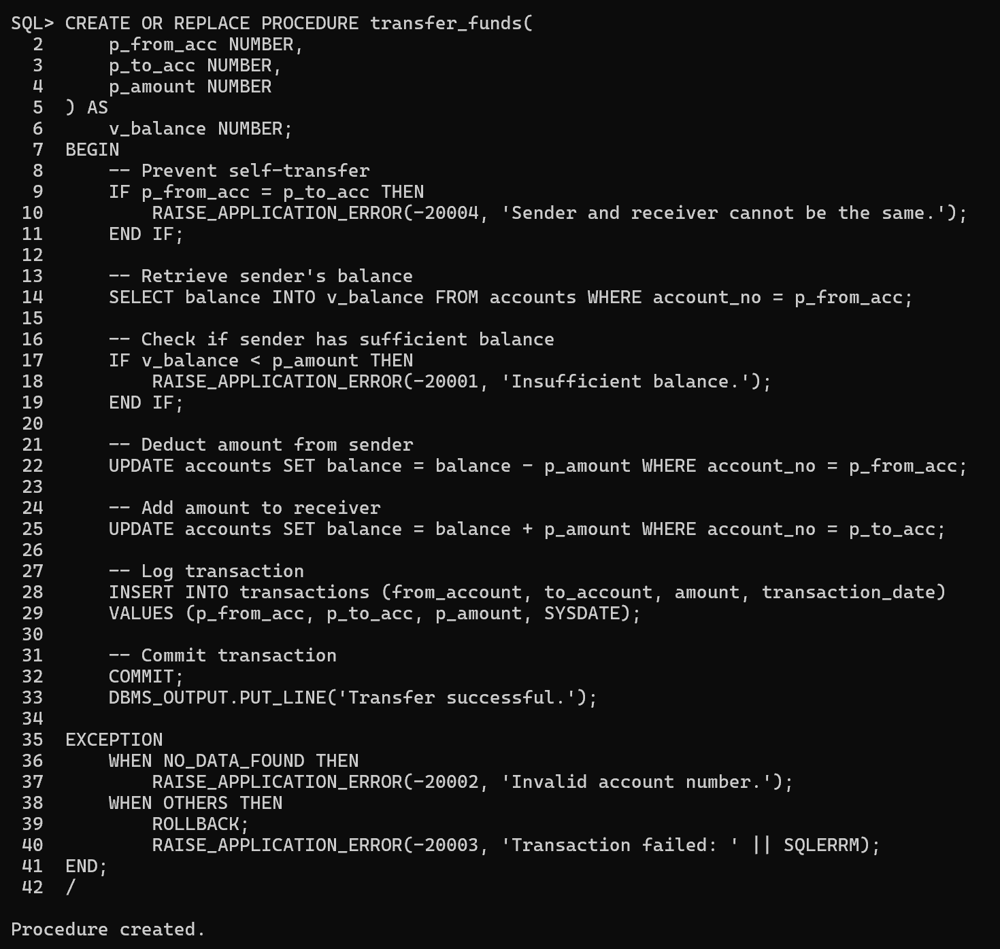 SQL> CREATE OR REPLACE PROCEDURE transfer_funds(
  2      p_from_acc NUMBER,
  3      p_to_acc NUMBER,
  4      p_amount NUMBER
  5  ) AS
  6      v_balance NUMBER;
  7  BEGIN
  8      -- Prevent self-transfer
  9      IF p_from_acc = p_to_acc THEN
 10          RAISE_APPLICATION_ERROR(-20004, 'Sender and receiver cannot be the same.');
 11      END IF;
 12
 13      -- Retrieve sender's balance
 14      SELECT balance INTO v_balance FROM accounts WHERE account_no = p_from_acc;
 15
 16      -- Check if sender has sufficient balance
 17      IF v_balance < p_amount THEN
 18          RAISE_APPLICATION_ERROR(-20001, 'Insufficient balance.');
 19      END IF;
 20
 21      -- Deduct amount from sender
 22      UPDATE accounts SET balance = balance - p_amount WHERE account_no = p_from_acc;
 23
 24      -- Add amount to receiver
 25      UPDATE accounts SET balance = balance + p_amount WHERE account_no = p_to_acc;
 26
 27      -- Log transaction
 28      INSERT INTO transactions (from_account, to_account, amount, transaction_date)
 29      VALUES (p_from_acc, p_to_acc, p_amount, SYSDATE);
 30
 31      -- Commit transaction
 32      COMMIT;
 33      DBMS_OUTPUT.PUT_LINE('Transfer successful.');
 34
 35  EXCEPTION
 36      WHEN NO_DATA_FOUND THEN
 37          RAISE_APPLICATION_ERROR(-20002, 'Invalid account number.');
 38      WHEN OTHERS THEN
 39          ROLLBACK;
 40          RAISE_APPLICATION_ERROR(-20003, 'Transaction failed: ' || SQLERRM);
 41  END;
 42  /

Procedure created.